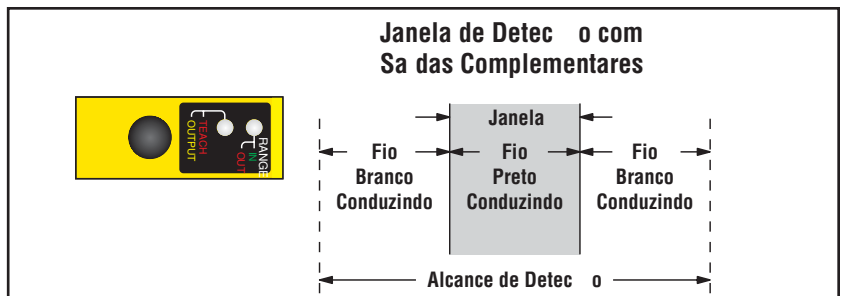 Janela de Detec  o com
Sa das Complementares
RANGE
IN
OUT
TEACH
OUTPUT
Janela
Fio Branco Conduzindo
Fio Preto Conduzindo
Fio Branco Conduzindo
Alcance de Detec  o